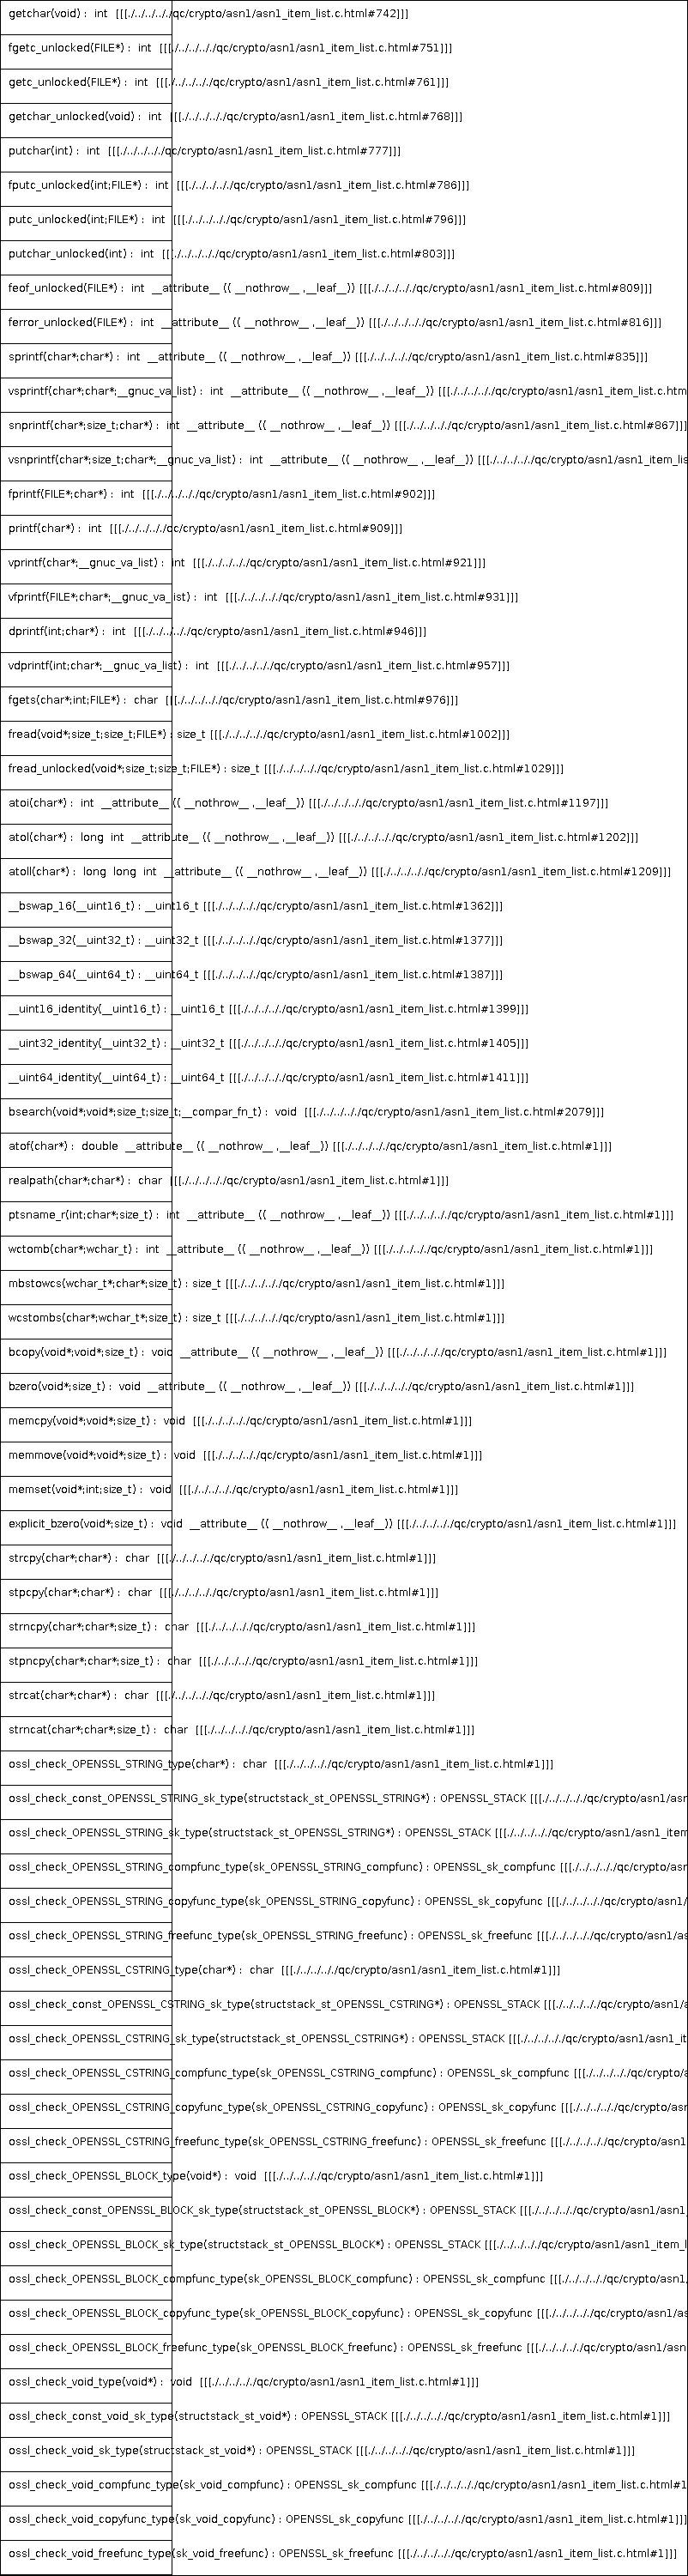 getchar(void) :  int  [[[./../../../../qc/crypto/asn1/asn1_item_list.c.html#742]]]
fgetc_unlocked(FILE*) :  int  [[[./../../../../qc/crypto/asn1/asn1_item_list.c.html#751]]]
getc_unlocked(FILE*) :  int  [[[./../../../../qc/crypto/asn1/asn1_item_list.c.html#761]]]
getchar_unlocked(void) :  int  [[[./../../../../qc/crypto/asn1/asn1_item_list.c.html#768]]]
putchar(int) :  int  [[[./../../../../qc/crypto/asn1/asn1_item_list.c.html#777]]]
fputc_unlocked(int;FILE*) :  int  [[[./../../../../qc/crypto/asn1/asn1_item_list.c.html#786]]]
putc_unlocked(int;FILE*) :  int  [[[./../../../../qc/crypto/asn1/asn1_item_list.c.html#796]]]
putchar_unlocked(int) :  int  [[[./../../../../qc/crypto/asn1/asn1_item_list.c.html#803]]]
feof_unlocked(FILE*) :  int  __attribute__ (( __nothrow__ ,__leaf__)) [[[./../../../../qc/crypto/asn1/asn1_item_list.c.html#809]]]
ferror_unlocked(FILE*) :  int  __attribute__ (( __nothrow__ ,__leaf__)) [[[./../../../../qc/crypto/asn1/asn1_item_list.c.html#816]]]
sprintf(char*;char*) :  int  __attribute__ (( __nothrow__ ,__leaf__)) [[[./../../../../qc/crypto/asn1/asn1_item_list.c.html#835]]]
vsprintf(char*;char*;__gnuc_va_list) :  int  __attribute__ (( __nothrow__ ,__leaf__)) [[[./../../../../qc/crypto/asn1/asn1_item_list.c.htm
snprintf(char*;size_t;char*) :  int  __attribute__ (( __nothrow__ ,__leaf__)) [[[./../../../../qc/crypto/asn1/asn1_item_list.c.html#867]]]
vsnprintf(char*;size_t;char*;__gnuc_va_list) :  int  __attribute__ (( __nothrow__ ,__leaf__)) [[[./../../../../qc/crypto/asn1/asn1_item_lis
fprintf(FILE*;char*) :  int  [[[./../../../../qc/crypto/asn1/asn1_item_list.c.html#902]]]
printf(char*) :  int  [[[./../../../../qc/crypto/asn1/asn1_item_list.c.html#909]]]
vprintf(char*;__gnuc_va_list) :  int  [[[./../../../../qc/crypto/asn1/asn1_item_list.c.html#921]]]
vfprintf(FILE*;char*;__gnuc_va_list) :  int  [[[./../../../../qc/crypto/asn1/asn1_item_list.c.html#931]]]
dprintf(int;char*) :  int  [[[./../../../../qc/crypto/asn1/asn1_item_list.c.html#946]]]
vdprintf(int;char*;__gnuc_va_list) :  int  [[[./../../../../qc/crypto/asn1/asn1_item_list.c.html#957]]]
fgets(char*;int;FILE*) :  char  [[[./../../../../qc/crypto/asn1/asn1_item_list.c.html#976]]]
fread(void*;size_t;size_t;FILE*) : size_t [[[./../../../../qc/crypto/asn1/asn1_item_list.c.html#1002]]]
fread_unlocked(void*;size_t;size_t;FILE*) : size_t [[[./../../../../qc/crypto/asn1/asn1_item_list.c.html#1029]]]
atoi(char*) :  int  __attribute__ (( __nothrow__ ,__leaf__)) [[[./../../../../qc/crypto/asn1/asn1_item_list.c.html#1197]]]
atol(char*) :  long  int  __attribute__ (( __nothrow__ ,__leaf__)) [[[./../../../../qc/crypto/asn1/asn1_item_list.c.html#1202]]]
atoll(char*) :  long  long  int  __attribute__ (( __nothrow__ ,__leaf__)) [[[./../../../../qc/crypto/asn1/asn1_item_list.c.html#1209]]]
__bswap_16(__uint16_t) : __uint16_t [[[./../../../../qc/crypto/asn1/asn1_item_list.c.html#1362]]]
__bswap_32(__uint32_t) : __uint32_t [[[./../../../../qc/crypto/asn1/asn1_item_list.c.html#1377]]]
__bswap_64(__uint64_t) : __uint64_t [[[./../../../../qc/crypto/asn1/asn1_item_list.c.html#1387]]]
__uint16_identity(__uint16_t) : __uint16_t [[[./../../../../qc/crypto/asn1/asn1_item_list.c.html#1399]]]
__uint32_identity(__uint32_t) : __uint32_t [[[./../../../../qc/crypto/asn1/asn1_item_list.c.html#1405]]]
__uint64_identity(__uint64_t) : __uint64_t [[[./../../../../qc/crypto/asn1/asn1_item_list.c.html#1411]]]
bsearch(void*;void*;size_t;size_t;__compar_fn_t) :  void  [[[./../../../../qc/crypto/asn1/asn1_item_list.c.html#2079]]]
atof(char*) :  double  __attribute__ (( __nothrow__ ,__leaf__)) [[[./../../../../qc/crypto/asn1/asn1_item_list.c.html#1]]]
realpath(char*;char*) :  char  [[[./../../../../qc/crypto/asn1/asn1_item_list.c.html#1]]]
ptsname_r(int;char*;size_t) :  int  __attribute__ (( __nothrow__ ,__leaf__)) [[[./../../../../qc/crypto/asn1/asn1_item_list.c.html#1]]]
wctomb(char*;wchar_t) :  int  __attribute__ (( __nothrow__ ,__leaf__)) [[[./../../../../qc/crypto/asn1/asn1_item_list.c.html#1]]]
mbstowcs(wchar_t*;char*;size_t) : size_t [[[./../../../../qc/crypto/asn1/asn1_item_list.c.html#1]]]
wcstombs(char*;wchar_t*;size_t) : size_t [[[./../../../../qc/crypto/asn1/asn1_item_list.c.html#1]]]
bcopy(void*;void*;size_t) :  void  __attribute__ (( __nothrow__ ,__leaf__)) [[[./../../../../qc/crypto/asn1/asn1_item_list.c.html#1]]]
bzero(void*;size_t) :  void  __attribute__ (( __nothrow__ ,__leaf__)) [[[./../../../../qc/crypto/asn1/asn1_item_list.c.html#1]]]
memcpy(void*;void*;size_t) :  void  [[[./../../../../qc/crypto/asn1/asn1_item_list.c.html#1]]]
memmove(void*;void*;size_t) :  void  [[[./../../../../qc/crypto/asn1/asn1_item_list.c.html#1]]]
memset(void*;int;size_t) :  void  [[[./../../../../qc/crypto/asn1/asn1_item_list.c.html#1]]]
explicit_bzero(void*;size_t) :  void  __attribute__ (( __nothrow__ ,__leaf__)) [[[./../../../../qc/crypto/asn1/asn1_item_list.c.html#1]]]
strcpy(char*;char*) :  char  [[[./../../../../qc/crypto/asn1/asn1_item_list.c.html#1]]]
stpcpy(char*;char*) :  char  [[[./../../../../qc/crypto/asn1/asn1_item_list.c.html#1]]]
strncpy(char*;char*;size_t) :  char  [[[./../../../../qc/crypto/asn1/asn1_item_list.c.html#1]]]
stpncpy(char*;char*;size_t) :  char  [[[./../../../../qc/crypto/asn1/asn1_item_list.c.html#1]]]
strcat(char*;char*) :  char  [[[./../../../../qc/crypto/asn1/asn1_item_list.c.html#1]]]
strncat(char*;char*;size_t) :  char  [[[./../../../../qc/crypto/asn1/asn1_item_list.c.html#1]]]
ossl_check_OPENSSL_STRING_type(char*) :  char  [[[./../../../../qc/crypto/asn1/asn1_item_list.c.html#1]]]
ossl_check_const_OPENSSL_STRING_sk_type(structstack_st_OPENSSL_STRING*) : OPENSSL_STACK [[[./../../../../qc/crypto/asn1/asn
ossl_check_OPENSSL_STRING_sk_type(structstack_st_OPENSSL_STRING*) : OPENSSL_STACK [[[./../../../../qc/crypto/asn1/asn1_item
ossl_check_OPENSSL_STRING_compfunc_type(sk_OPENSSL_STRING_compfunc) : OPENSSL_sk_compfunc [[[./../../../../qc/crypto/asn
ossl_check_OPENSSL_STRING_copyfunc_type(sk_OPENSSL_STRING_copyfunc) : OPENSSL_sk_copyfunc [[[./../../../../qc/crypto/asn1/
ossl_check_OPENSSL_STRING_freefunc_type(sk_OPENSSL_STRING_freefunc) : OPENSSL_sk_freefunc [[[./../../../../qc/crypto/asn1/as
ossl_check_OPENSSL_CSTRING_type(char*) :  char  [[[./../../../../qc/crypto/asn1/asn1_item_list.c.html#1]]]
ossl_check_const_OPENSSL_CSTRING_sk_type(structstack_st_OPENSSL_CSTRING*) : OPENSSL_STACK [[[./../../../../qc/crypto/asn1/a
ossl_check_OPENSSL_CSTRING_sk_type(structstack_st_OPENSSL_CSTRING*) : OPENSSL_STACK [[[./../../../../qc/crypto/asn1/asn1_it
ossl_check_OPENSSL_CSTRING_compfunc_type(sk_OPENSSL_CSTRING_compfunc) : OPENSSL_sk_compfunc [[[./../../../../qc/crypto/a
ossl_check_OPENSSL_CSTRING_copyfunc_type(sk_OPENSSL_CSTRING_copyfunc) : OPENSSL_sk_copyfunc [[[./../../../../qc/crypto/asn
ossl_check_OPENSSL_CSTRING_freefunc_type(sk_OPENSSL_CSTRING_freefunc) : OPENSSL_sk_freefunc [[[./../../../../qc/crypto/asn1
ossl_check_OPENSSL_BLOCK_type(void*) :  void  [[[./../../../../qc/crypto/asn1/asn1_item_list.c.html#1]]]
ossl_check_const_OPENSSL_BLOCK_sk_type(structstack_st_OPENSSL_BLOCK*) : OPENSSL_STACK [[[./../../../../qc/crypto/asn1/asn1_
ossl_check_OPENSSL_BLOCK_sk_type(structstack_st_OPENSSL_BLOCK*) : OPENSSL_STACK [[[./../../../../qc/crypto/asn1/asn1_item_l
ossl_check_OPENSSL_BLOCK_compfunc_type(sk_OPENSSL_BLOCK_compfunc) : OPENSSL_sk_compfunc [[[./../../../../qc/crypto/asn1/
ossl_check_OPENSSL_BLOCK_copyfunc_type(sk_OPENSSL_BLOCK_copyfunc) : OPENSSL_sk_copyfunc [[[./../../../../qc/crypto/asn1/as
ossl_check_OPENSSL_BLOCK_freefunc_type(sk_OPENSSL_BLOCK_freefunc) : OPENSSL_sk_freefunc [[[./../../../../qc/crypto/asn1/asn
ossl_check_void_type(void*) :  void  [[[./../../../../qc/crypto/asn1/asn1_item_list.c.html#1]]]
ossl_check_const_void_sk_type(structstack_st_void*) : OPENSSL_STACK [[[./../../../../qc/crypto/asn1/asn1_item_list.c.html#1]]]
ossl_check_void_sk_type(structstack_st_void*) : OPENSSL_STACK [[[./../../../../qc/crypto/asn1/asn1_item_list.c.html#1]]]
ossl_check_void_compfunc_type(sk_void_compfunc) : OPENSSL_sk_compfunc [[[./../../../../qc/crypto/asn1/asn1_item_list.c.html#1
ossl_check_void_copyfunc_type(sk_void_copyfunc) : OPENSSL_sk_copyfunc [[[./../../../../qc/crypto/asn1/asn1_item_list.c.html#1]]]
ossl_check_void_freefunc_type(sk_void_freefunc) : OPENSSL_sk_freefunc [[[./../../../../qc/crypto/asn1/asn1_item_list.c.html#1]]]